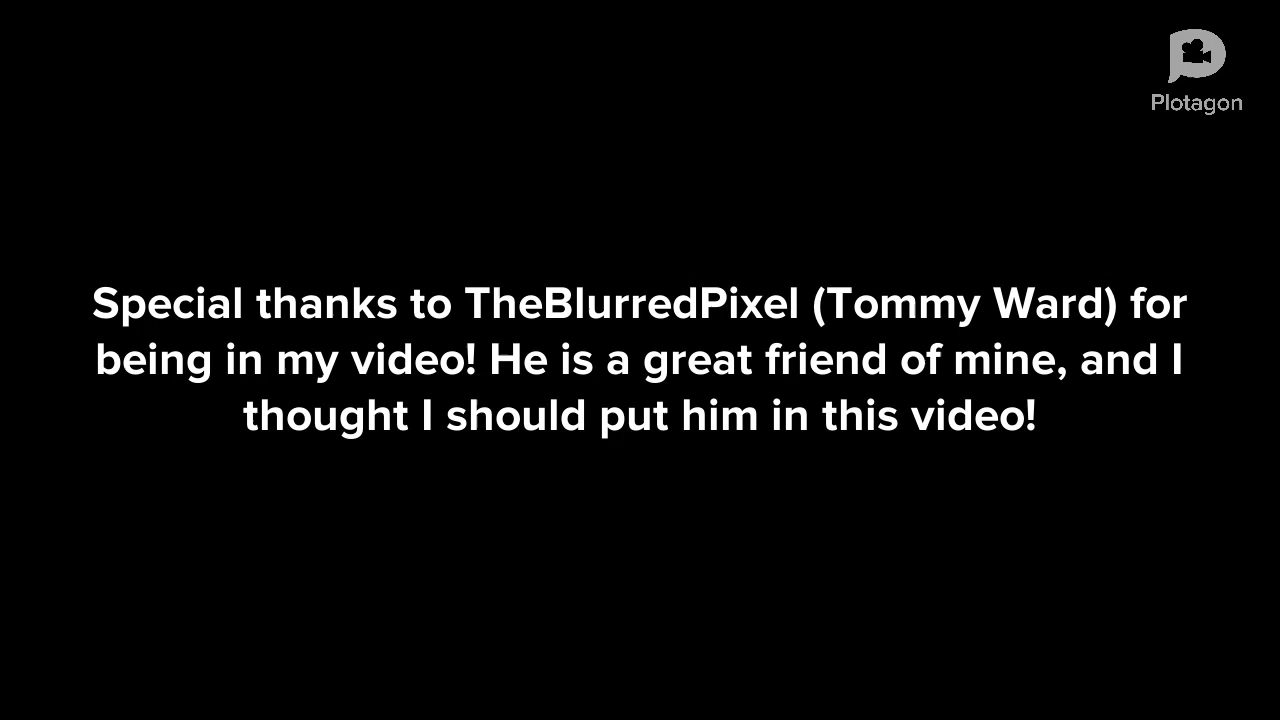 Plotagon
Special thanks to TheBlurredPixel (Tommy Ward) for
being in my video! He is a great friend of mine, and I
thought I should put him in this video!